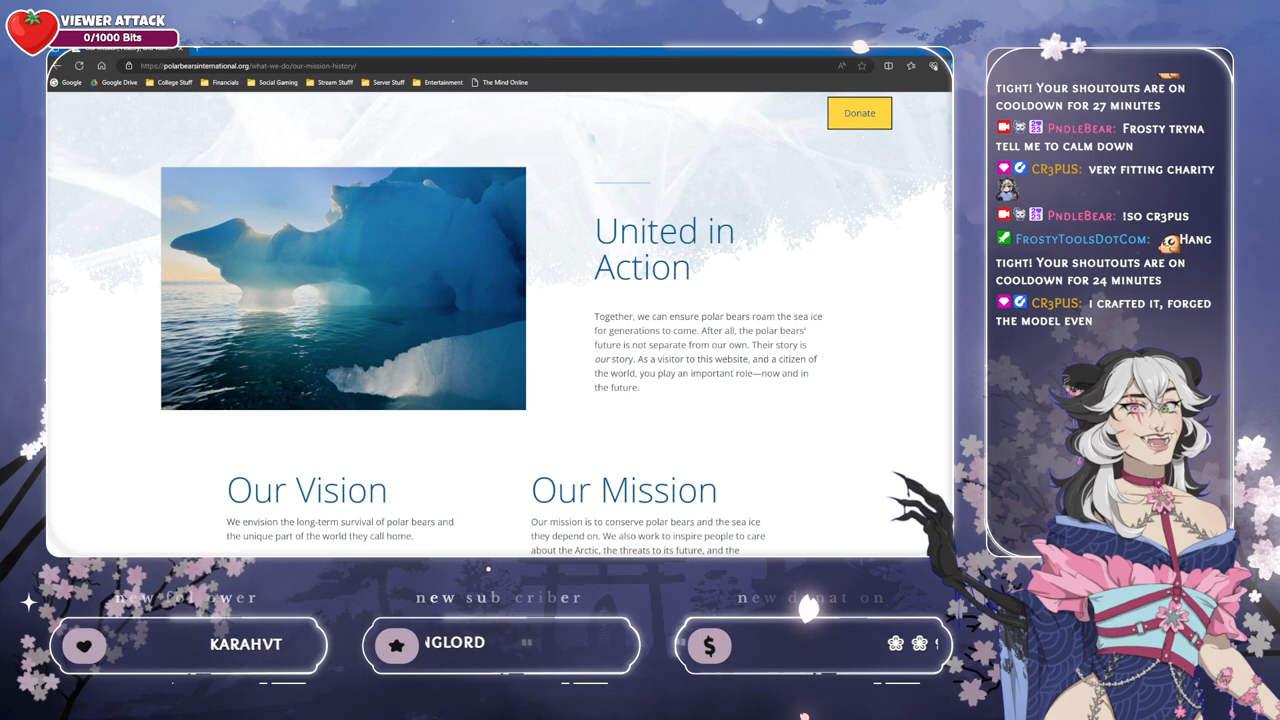 VIEWER ATTACK
0/1000 Bits
https://polarbearsinternational.org/what-we-do/our-mission-history/
Google
Google Drive
College Stuff
Financials
Social Gaming
Stream Stufff
Server Stuff
Entertainment
The Mind Online
Donate
United in
Action
Together, we can ensure polar bears roam the sea ice
for generations to come. After all, the polar bears'
future is not separate from our own. Their story is
our story. As a visitor to this website, and a citizen of
the world, you play an important role—now and in
the future.
Our Vision
We envision the long-term survival of polar bears and
the unique part of the world they call home.
Our Mission
Our mission is to conserve polar bears and the sea ice
they depend on. We also work to inspire people to care
about the Arctic, the threats to its future, and the
TIGHT! YOUR SHOUTOUTS ARE ON
COOLDOWN FOR 27 MINUTES
PNDLEBEAR: FROSTY TRYNA
TELL ME TO CALM DOWN
CR3PUS: VERY FITTING CHARITY
PNDLEBEAR: !SO CR3PUS
FROSTYTOOLSDOTCOM: HANG
TIGHT! YOUR SHOUTOUTS ARE ON
COOLDOWN FOR 24 MINUTES
CR3PUS: I CRAFTED IT, FORGED
THE MODEL EVEN
new fol ower
KARAHVT
new sub criber
NGLORD
new donat on
$